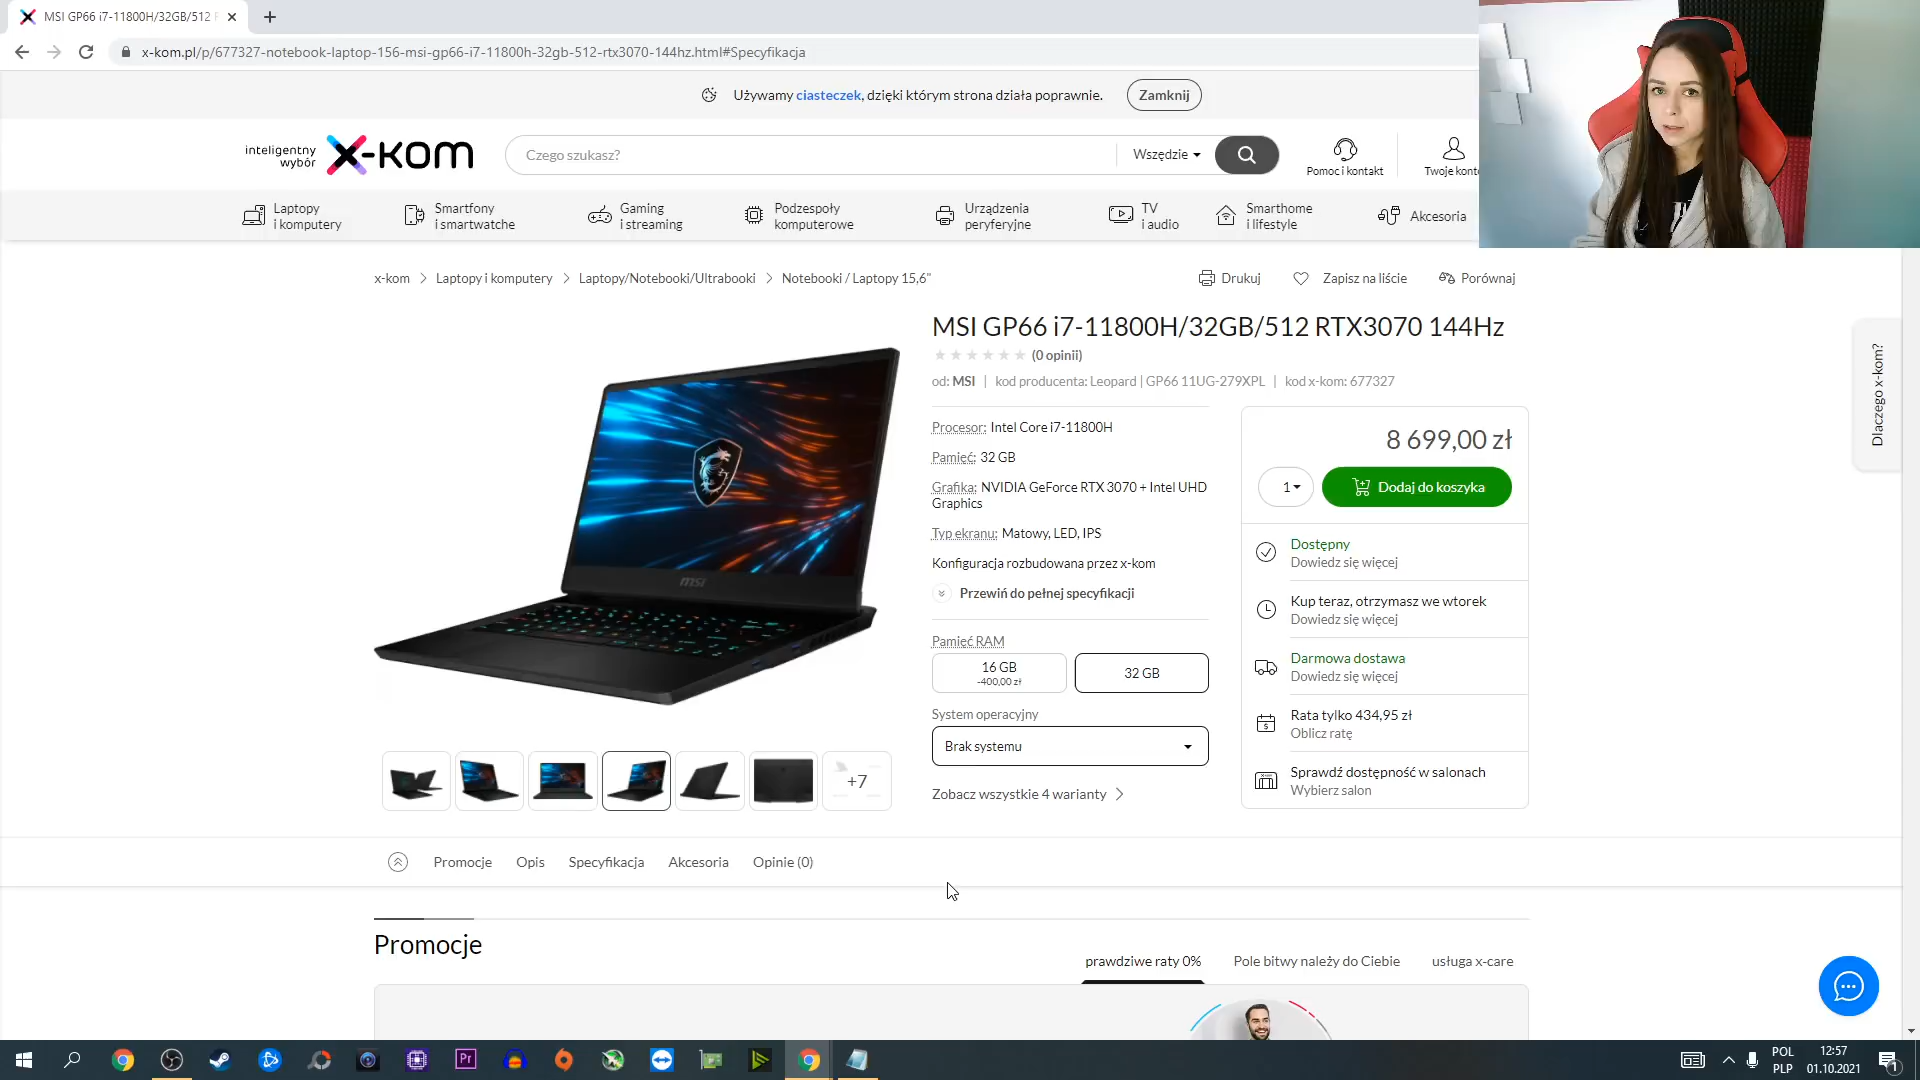 MSI GP66 i7-11800H/32GB/512 R
x-kom.pl/p/677327-notebook-laptop-156-msi-gp66-i7-11800h-32gb-512-rtx3070-144hz.html#Specyfikacja
Używamy ciasteczek, dzięki którym strona działa poprawnie.
Zamknij
inteligentny
wybór
x-kom
Czego szukasz?
Wszędzie
Pomoc i kontakt
Twoje kont
Laptopy
i komputery
Smartfony
i smartwatche
Gaming
i streaming
Podzespoły
komputerowe
Urządzenia
peryferyjne
TV
i audio
Smarthome
i lifestyle
Akcesoria
x-kom
Laptopy i komputery
Laptopy/Notebooki/Ultrabooki
Notebooki / Laptopy 15,6"
Drukuj
Zapisz na liście
Porównaj
MSI GP66 i7-11800H/32GB/512 RTX3070 144Hz
(0 opinii)
od: MSI | kod producenta: Leopard | GP66 11UG-279XPL | kod x-kom: 677327
Procesor: Intel Core i7-11800H
Pamięć: 32 GB
Grafika: NVIDIA GeForce RTX 3070 + Intel UHD
Graphics
Typ ekranu: Matowy, LED, IPS
Konfiguracja rozbudowana przez x-kom
Przewiń do pełnej specyfikacji
Pamięć RAM
16 GB
-400,00 zł
32 GB
System operacyjny
Brak systemu
Zobacz wszystkie 4 warianty
8 699,00 zł
1
Dodaj do koszyka
Dostępny
Dowiedz się więcej
Kup teraz, otrzymasz we wtorek
Dowiedz się więcej
Darmowa dostawa
Dowiedz się więcej
Rata tylko 434,95 zł
Oblicz ratę
Sprawdź dostępność w salonach
Wybierz salon
Dlaczego x-kom?
msi
+7
Promocje
Opis
Specyfikacja
Akcesoria
Opinie (0)
Promocje
prawdziwe raty 0%
Pole bitwy należy do Ciebie
usługa x-care
Pr
POL
PLP
12:57
01.10.2021
1